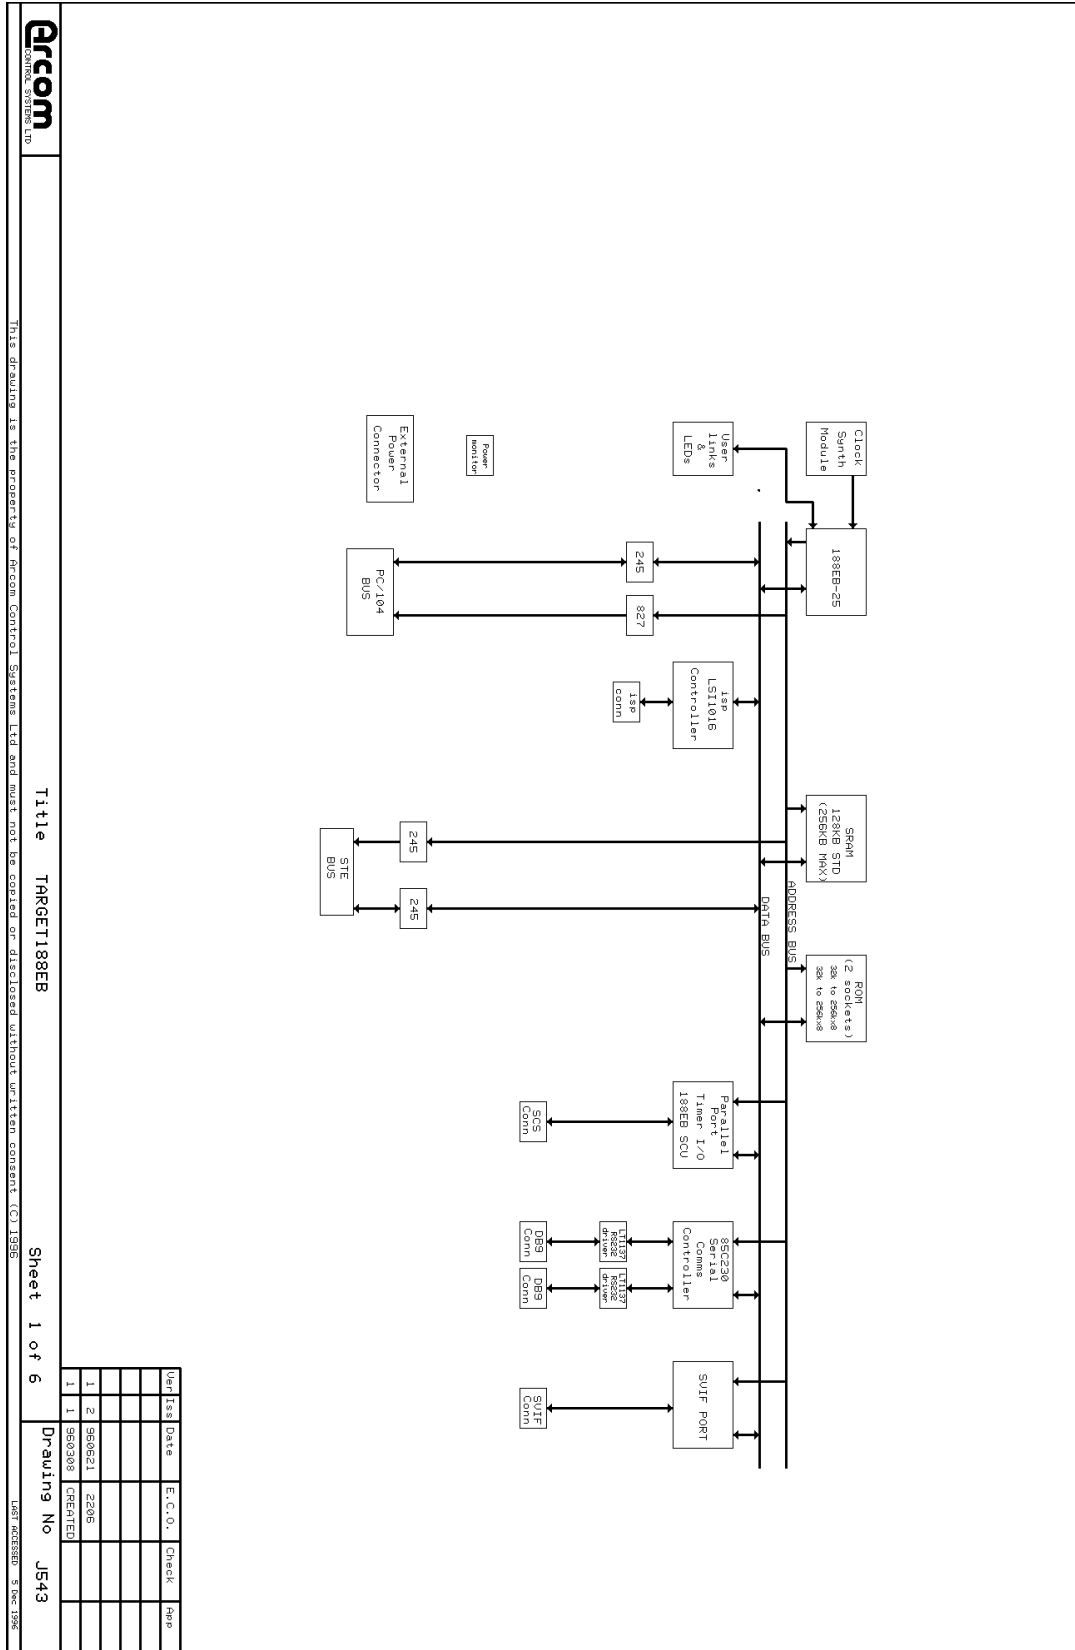 Clock
Synth
Module
188EB-25
SRAM
128KB STD
(256KB MAX)
ROM
(2 sockets)
32k to 256kx8
32k to 256kx8
ADDRESS BUS
DATA BUS
User
links
&
LEDs
isp
LSI1016
Controller
Parallel
Port
Timer I/O
188EB SCU
85C230
Serial
Comms
Controller
SVIF PORT
245
827
isp
conn
LT1137
RS232
driver
LT1137
RS232
driver
Power
monitor
SCS
Conn
DB9
Conn
DB9
Conn
SVIF
Conn
External
Power
Connector
PC/104
BUS
245
245
STE
BUS
Ver Iss Date E.C.O. Check App
1 2 960621 2206
1 1 960308 CREATED
Arcom
CONTROL SYSTEMS LTD
Title TARGET188EB
Sheet 1 of 6
Drawing No J543
This drawing is the property of Arcom Control Systems Ltd and must not be copied or disclosed without written consent (C) 1996
LAST ACCESSED 5 Dec 1996